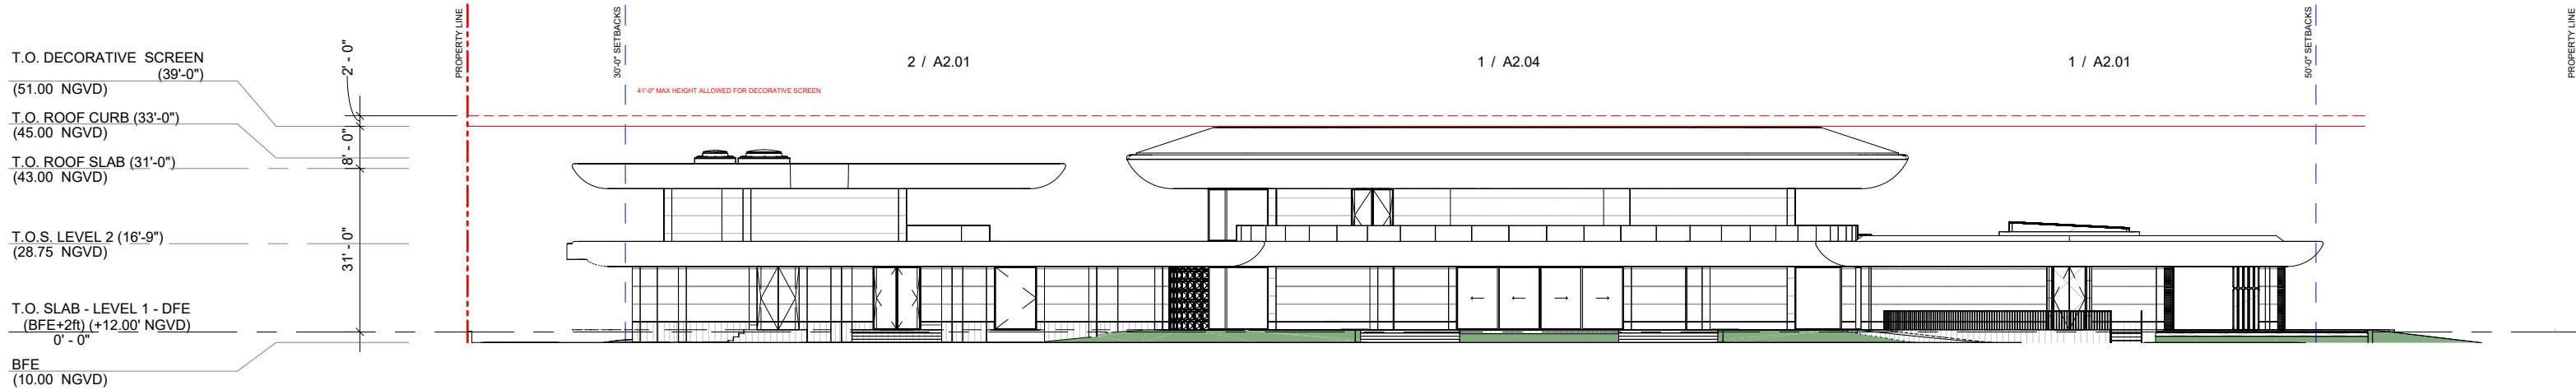 T.O. DECORATIVE SCREEN
(39'-0")
(51.00 NGVD)
T.O. ROOF CURB (33'-0")
(45.00 NGVD)
T.O. ROOF SLAB (31'-0")
(43.00 NGVD)
T.O.S. LEVEL 2 (16'-9")
(28.75 NGVD)
T.O. SLAB - LEVEL 1 - DFE
(BFE+2ft) (+12.00' NGVD)
0' - 0"
BFE
(10.00 NGVD)
2' - 0"
8' - 0"
31' - 0"
PROPERTY LINE
30'-0" SETBACKS
41'-0" MAX HEIGHT ALLOWED FOR DECORATIVE SCREEN
2 / A2.01
1 / A2.04
1 / A2.01
50'-0" SETBACKS
PROPERTY LINE